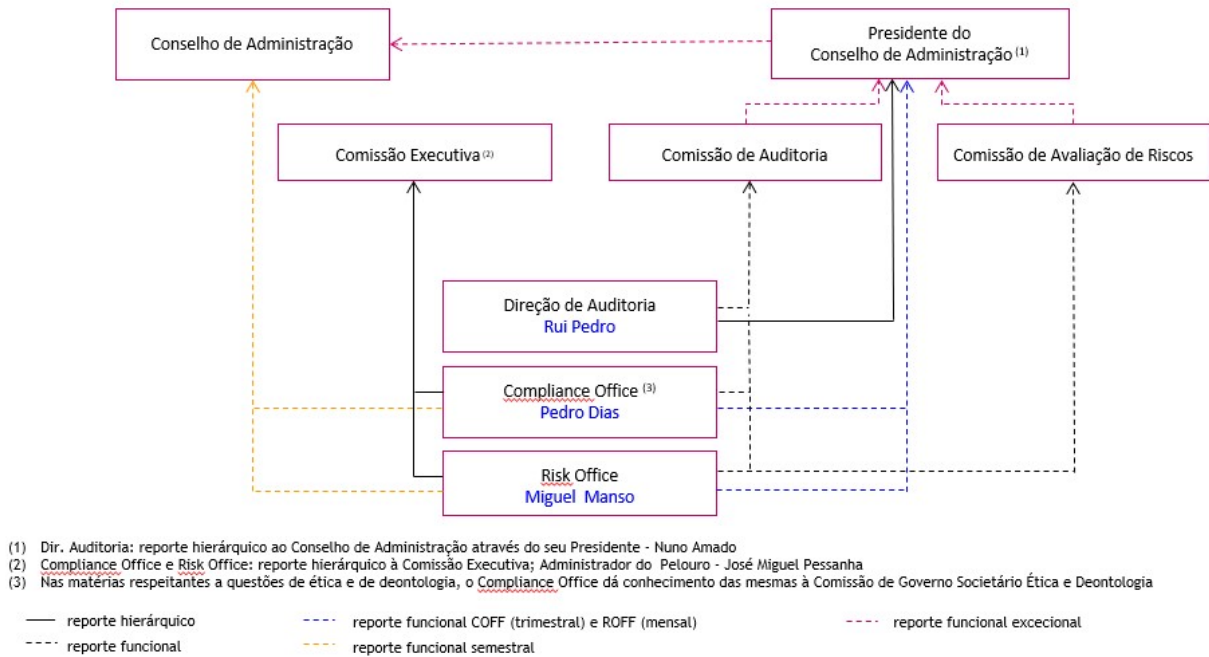 Conselho de Administração
Presidente do
Conselho de Administração (1)
Comissão Executiva (2)
Comissão de Auditoria
Comissão de Avaliação de Riscos
Direção de Auditoria
Rui Pedro
Compliance Office (3)
Pedro Dias
Risk Office
Miguel Manso
(1) Dir. Auditoria: reporte hierárquico ao Conselho de Administração através do seu Presidente - Nuno Amado
(2) Compliance Office e Risk Office: reporte hierárquico à Comissão Executiva; Administrador do Pelouro - José Miguel Pessanha
(3) Nas matérias respeitantes a questões de ética e de deontologia, o Compliance Office dá conhecimento das mesmas à Comissão de Governo Societário Ética e Deontologia
reporte hierárquico
reporte funcional COFF (trimestral) e ROFF (mensal)
reporte funcional excecional
reporte funcional
reporte funcional semestral